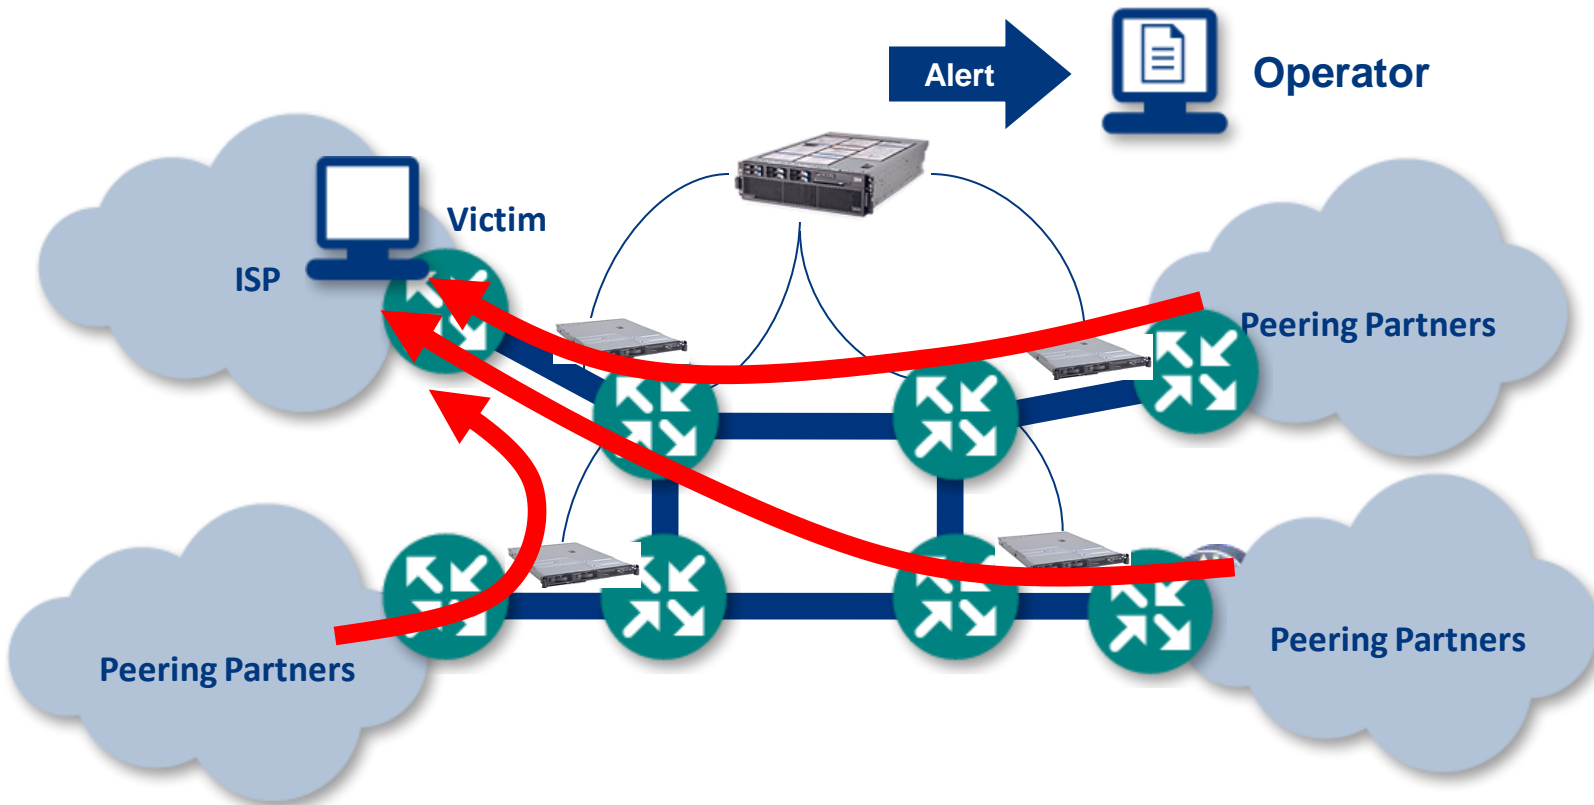 Alert
Operator
Victim
ISP
Peering Partners
Peering Partners
Peering Partners